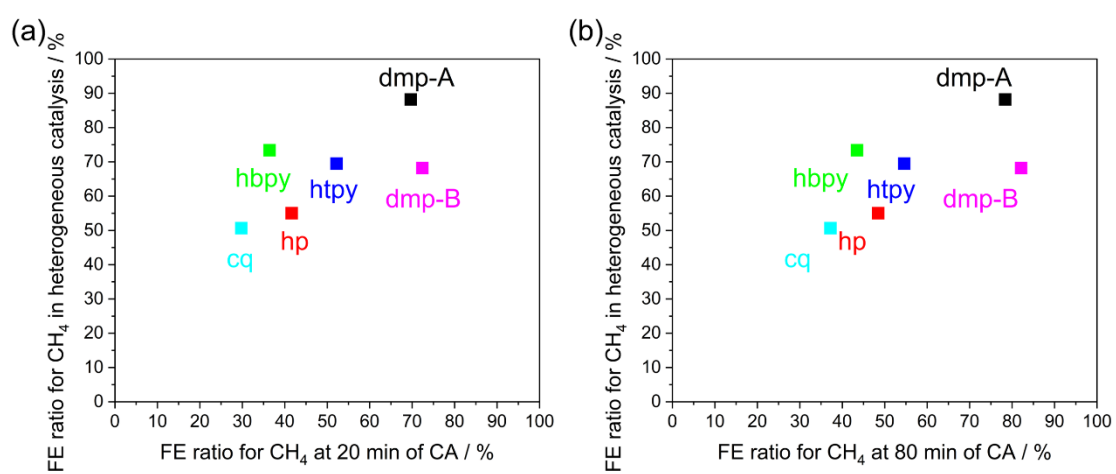 (a)
FE ratio for CH₄ in heterogeneous catalysis / %
100
90
80
70
60
50
40
30
20
10
0
dmp-A
hbpy
htpy
dmp-B
hp
cq
0 10 20 30 40 50 60 70 80 90 100
FE ratio for CH₄ at 20 min of CA / %
(b)
FE ratio for CH₄ in heterogeneous catalysis / %
100
90
80
70
60
50
40
30
20
10
0
dmp-A
hbpy
htpy
dmp-B
hp
cq
0 10 20 30 40 50 60 70 80 90 100
FE ratio for CH₄ at 80 min of CA / %